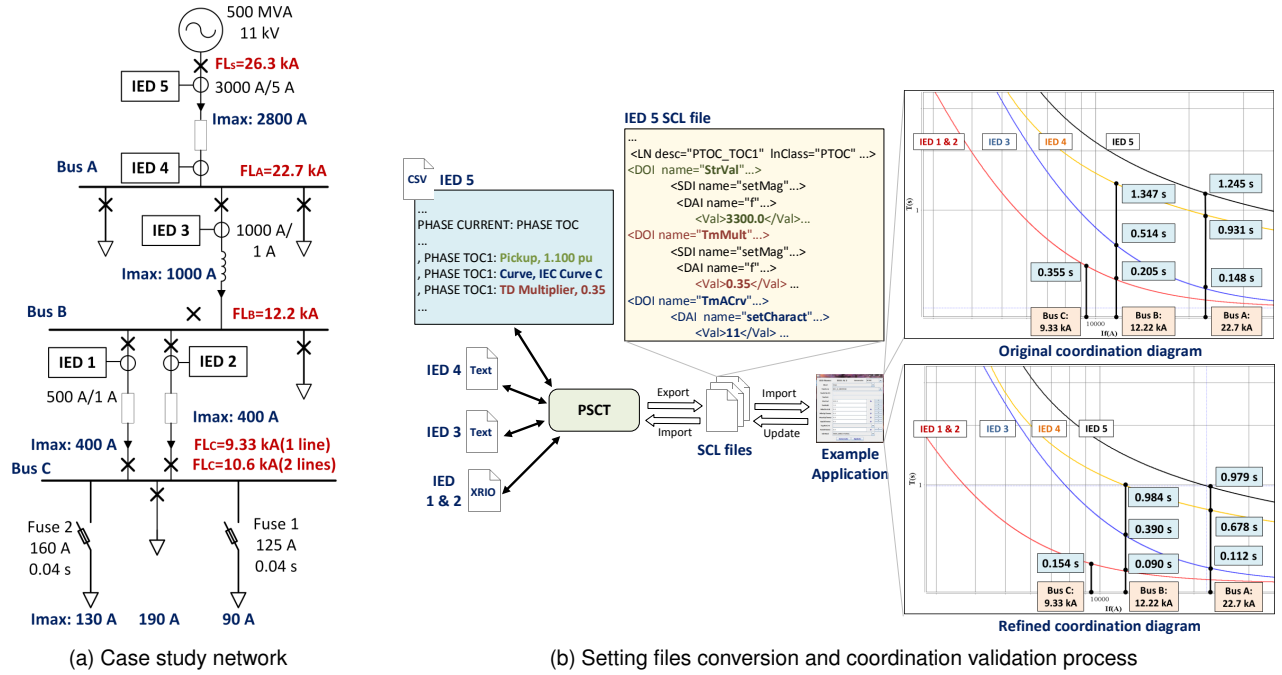 500 MVA
11 kV
FLS=26.3 kA
IED 5
3000 A/5 A
Imax: 2800 A
IED 4
Bus A
FLA=22.7 kA
IED 3
1000 A/
1 A
Imax: 1000 A
Bus B
FLB=12.2 kA
IED 1
IED 2
500 A/1 A
Imax: 400 A
Imax: 400 A
FLC=9.33 kA(1 line)
FLC=10.6 kA(2 lines)
Bus C
Fuse 2
160 A
0.04 s
Fuse 1
125 A
0.04 s
Imax: 130 A
190 A
90 A
(a) Case study network
CSV
IED 5
...
PHASE CURRENT: PHASE TOC
...
, PHASE TOC1: Pickup, 1.100 pu
, PHASE TOC1: Curve, IEC Curve C
, PHASE TOC1: TD Multiplier, 0.35
...
IED 5 SCL file
...
<LN desc="PTOC_TOC1" lnClass="PTOC" ...>
<DOI name="StrVal"...>
<SDI name="setMag"...>
<DAI name="f"...>
<Val>3300.0</Val>...
<DOI name="TmMult">
<SDI name="setMag"...>
<DAI name="f"...>
<Val>0.35</Val> ...
<DOI name="TmACrv"...>
<DAI name="setCharact"...>
<Val>11</Val> ...
IED 4
Text
IED 3
Text
IED
1 & 2
XRIO
PSCT
Export
Import
SCL files
Import
Update
Example
Application
T(s)
1
IED 1 & 2
IED 3
IED 4
IED 5
1.347 s
1.245 s
0.514 s
0.931 s
0.355 s
0.205 s
0.148 s
Bus C:
9.33 kA
10000
If(A)
Bus B:
12.22 kA
Bus A:
22.7 kA
Original coordination diagram
T(s)
1
IED 1 & 2
IED 3
IED 4
IED 5
0.979 s
0.984 s
0.678 s
0.390 s
0.112 s
0.154 s
0.090 s
Bus C:
9.33 kA
10000
If(A)
Bus B:
12.22 kA
Bus A:
22.7 kA
Refined coordination diagram
(b) Setting files conversion and coordination validation process